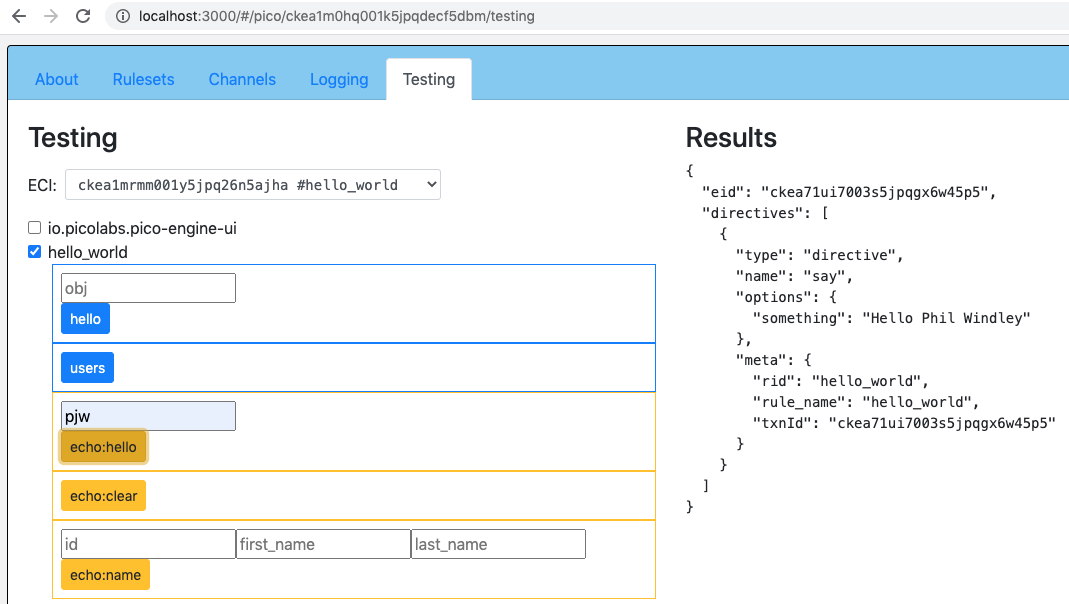 localhost:3000/#/pico/ckea1m0hq001k5jpqdecf5dbm/testing
About Rulesets Channels Logging Testing
Testing
ECI: ckea1mrmm001y5jpq26n5ajha #hello_world
io.picolabs.pico-engine-ui
hello_world
obj
hello
users
pjw
echo:hello
echo:clear
id first_name last_name
echo:name
Results
{
"eid": "ckea71ui7003s5jpqgx6w45p5",
"directives": [
{
"type": "directive",
"name": "say",
"options": {
"something": "Hello Phil Windley"
},
"meta": {
"rid": "hello_world",
"rule_name": "hello_world",
"txnId": "ckea71ui7003s5jpqgx6w45p5"
}
}
]
}